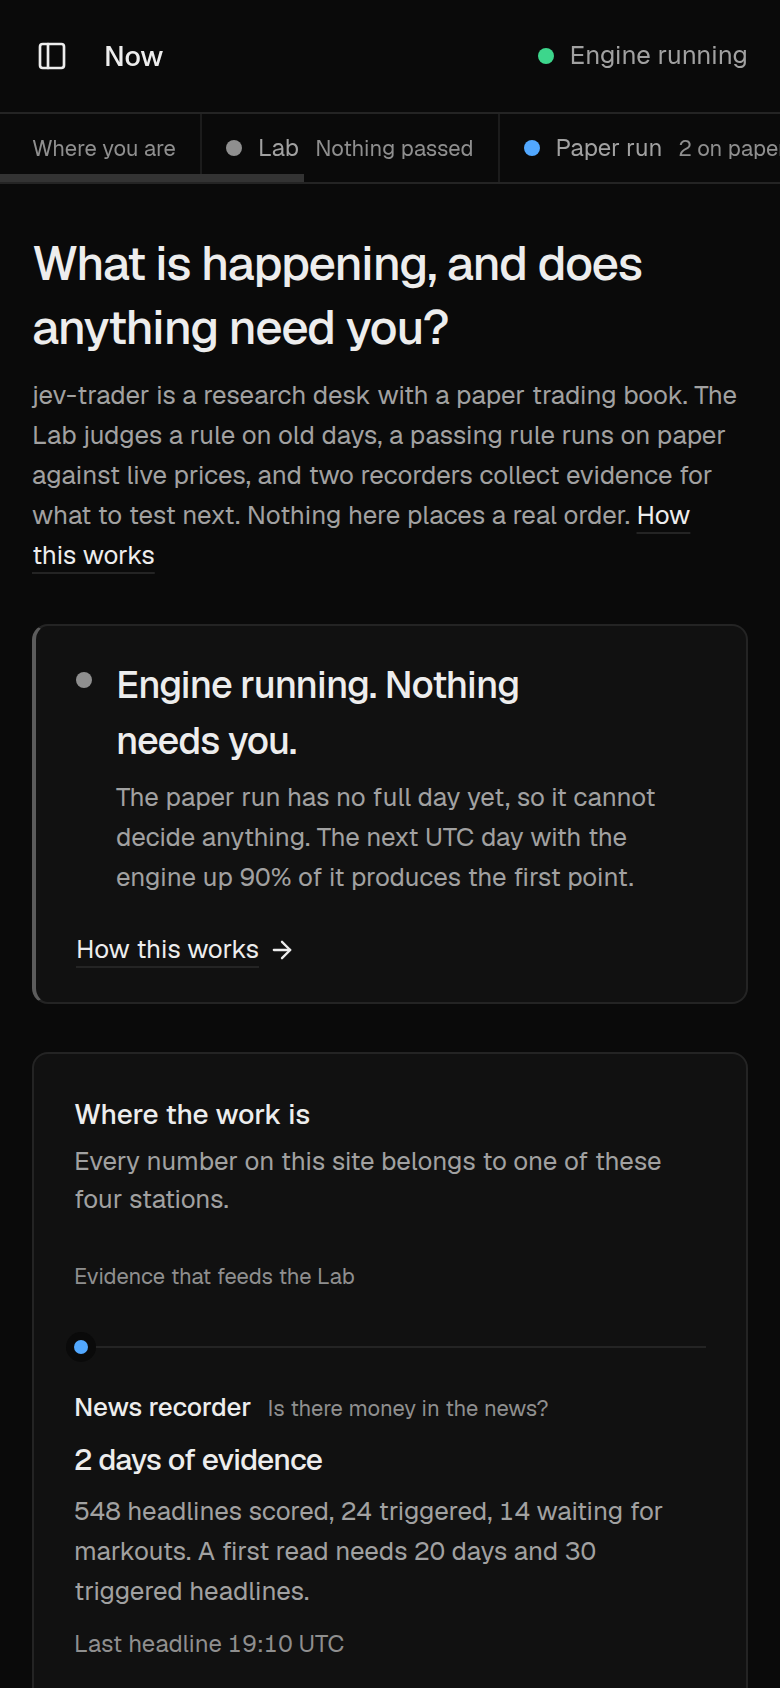 Now
Engine running
Where you are
Lab Nothing passed
Paper run 2 on paper
What is happening, and does
anything need you?
jev-trader is a research desk with a paper trading book. The
Lab judges a rule on old days, a passing rule runs on paper
against live prices, and two recorders collect evidence for
what to test next. Nothing here places a real order. How
this works
Engine running. Nothing
needs you.
The paper run has no full day yet, so it cannot
decide anything. The next UTC day with the
engine up 90% of it produces the first point.
How this works →
Where the work is
Every number on this site belongs to one of these
four stations.
Evidence that feeds the Lab
News recorder Is there money in the news?
2 days of evidence
548 headlines scored, 24 triggered, 14 waiting for
markouts. A first read needs 20 days and 30
triggered headlines.
Last headline 19:10 UTC